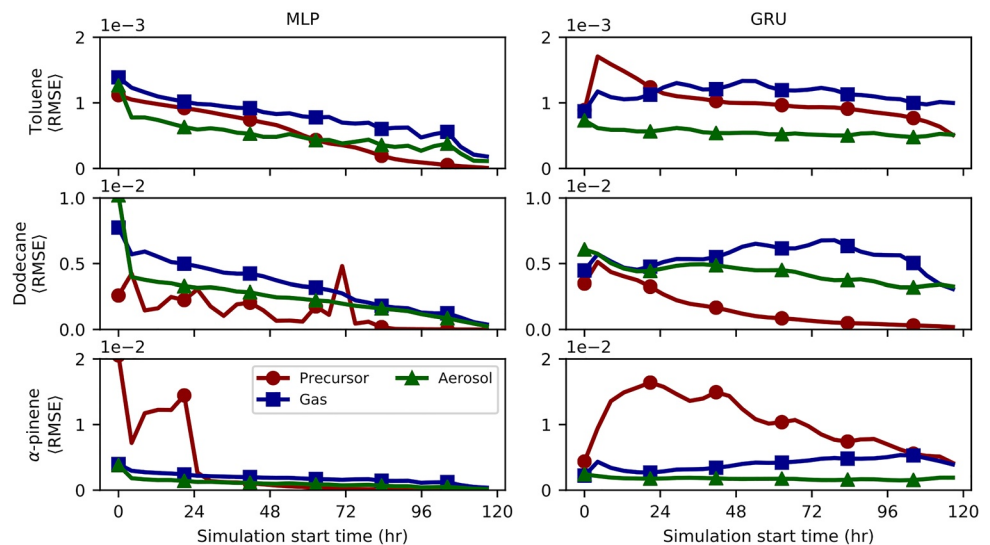 MLP
GRU
1e−3
1e−3
2
1
0
2
1
0
Toluene
⟨RMSE⟩
1e−2
1e−2
1.0
0.5
0.0
1.0
0.5
0.0
Dodecane
⟨RMSE⟩
1e−2
1e−2
2
1
0
2
1
0
α-pinene
⟨RMSE⟩
Precursor
Gas
Aerosol
0 24 48 72 96 120
0 24 48 72 96 120
Simulation start time (hr)
Simulation start time (hr)